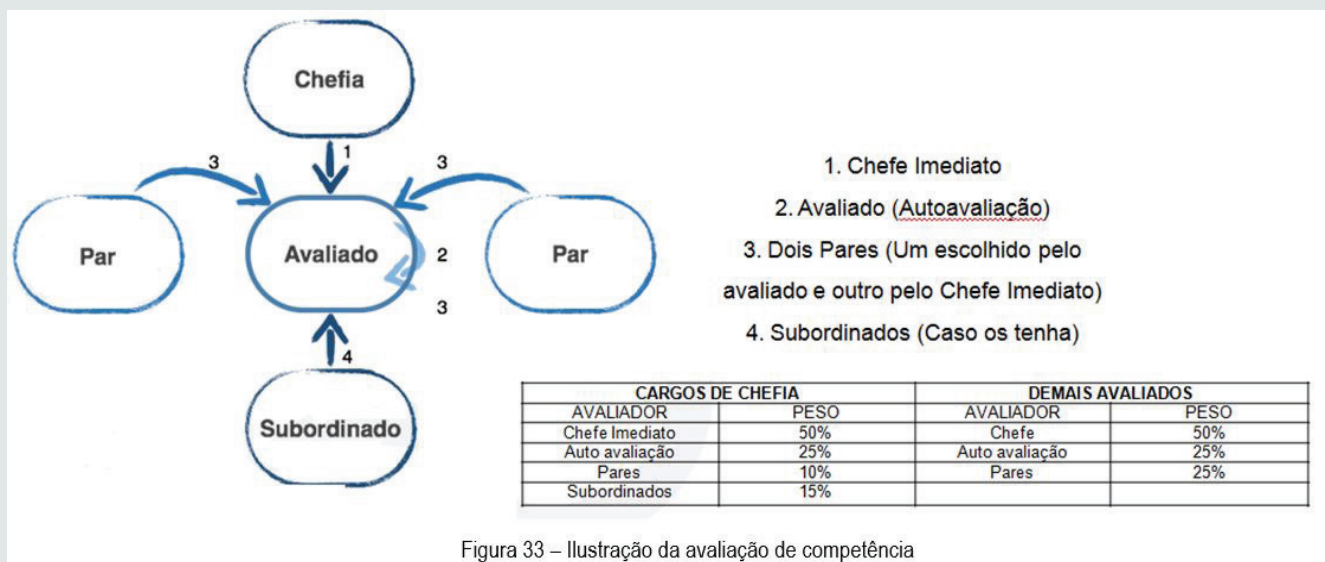 Chefia
1
3
3
Par
Avaliado
2
Par
3
4
Subordinado
1. Chefe Imediato
2. Avaliado (Autoavaliação)
3. Dois Pares (Um escolhido pelo
avaliado e outro pelo Chefe Imediato)
4. Subordinados (Caso os tenha)
CARGOS DE CHEFIA DEMAIS AVALIADOS
AVALIADOR PESO AVALIADOR PESO
Chefe Imediato 50% Chefe 50%
Auto avaliação 25% Auto avaliação 25%
Pares 10% Pares 25%
Subordinados 15%
Figura 33 – Ilustração da avaliação de competência